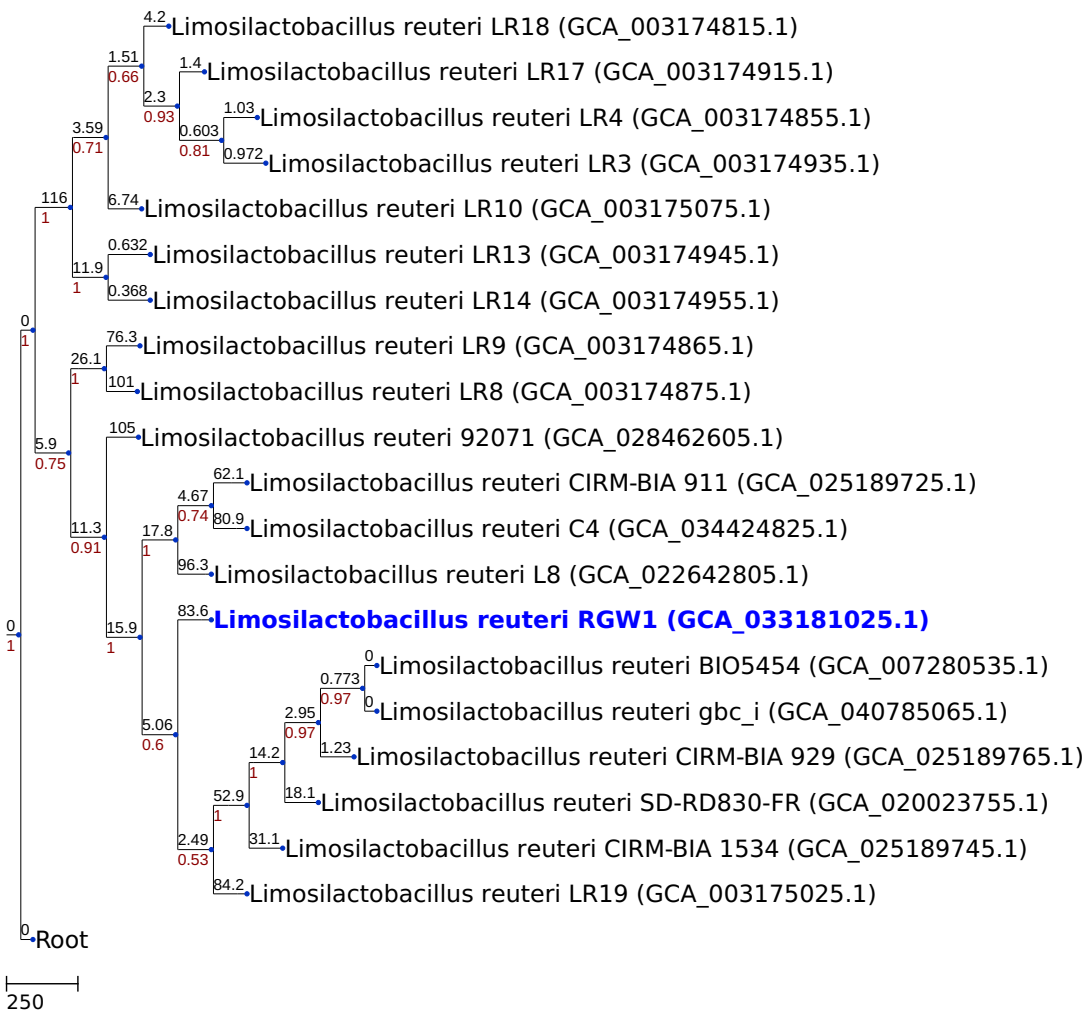 4.2
Limosilactobacillus reuteri LR18 (GCA_003174815.1)
1.51
0.66
1.4
Limosilactobacillus reuteri LR17 (GCA_003174915.1)
2.3
0.93
1.03
Limosilactobacillus reuteri LR4 (GCA_003174855.1)
3.59
0.71
0.603
0.81
0.972
Limosilactobacillus reuteri LR3 (GCA_003174935.1)
116
1
6.74
Limosilactobacillus reuteri LR10 (GCA_003175075.1)
0.632
Limosilactobacillus reuteri LR13 (GCA_003174945.1)
11.9
1
0.368
Limosilactobacillus reuteri LR14 (GCA_003174955.1)
0
1
76.3
Limosilactobacillus reuteri LR9 (GCA_003174865.1)
26.1
1
101
Limosilactobacillus reuteri LR8 (GCA_003174875.1)
5.9
0.75
105
Limosilactobacillus reuteri 92071 (GCA_028462605.1)
62.1
Limosilactobacillus reuteri CIRM-BIA 911 (GCA_025189725.1)
4.67
0.74
80.9
Limosilactobacillus reuteri C4 (GCA_034424825.1)
11.3
0.91
17.8
1
96.3
Limosilactobacillus reuteri L8 (GCA_022642805.1)
83.6
Limosilactobacillus reuteri RGW1 (GCA_033181025.1)
0
1
15.9
1
0
Limosilactobacillus reuteri BIO5454 (GCA_007280535.1)
0.773
0.97
0
Limosilactobacillus reuteri gbc_i (GCA_040785065.1)
5.06
0.6
2.95
0.97
1.23
Limosilactobacillus reuteri CIRM-BIA 929 (GCA_025189765.1)
14.2
1
18.1
Limosilactobacillus reuteri SD-RD830-FR (GCA_020023755.1)
52.9
1
31.1
Limosilactobacillus reuteri CIRM-BIA 1534 (GCA_025189745.1)
2.49
0.53
84.2
Limosilactobacillus reuteri LR19 (GCA_003175025.1)
0
Root
250